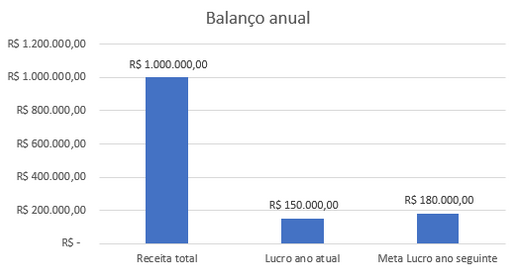 Balanço anual
R$ 1.200.000,00
R$ 1.000.000,00
R$ 800.000,00
R$ 600.000,00
R$ 400.000,00
R$ 200.000,00
R$ -
R$ 1.000.000,00
R$ 150.000,00
R$ 180.000,00
Receita total
Lucro ano atual
Meta Lucro ano seguinte